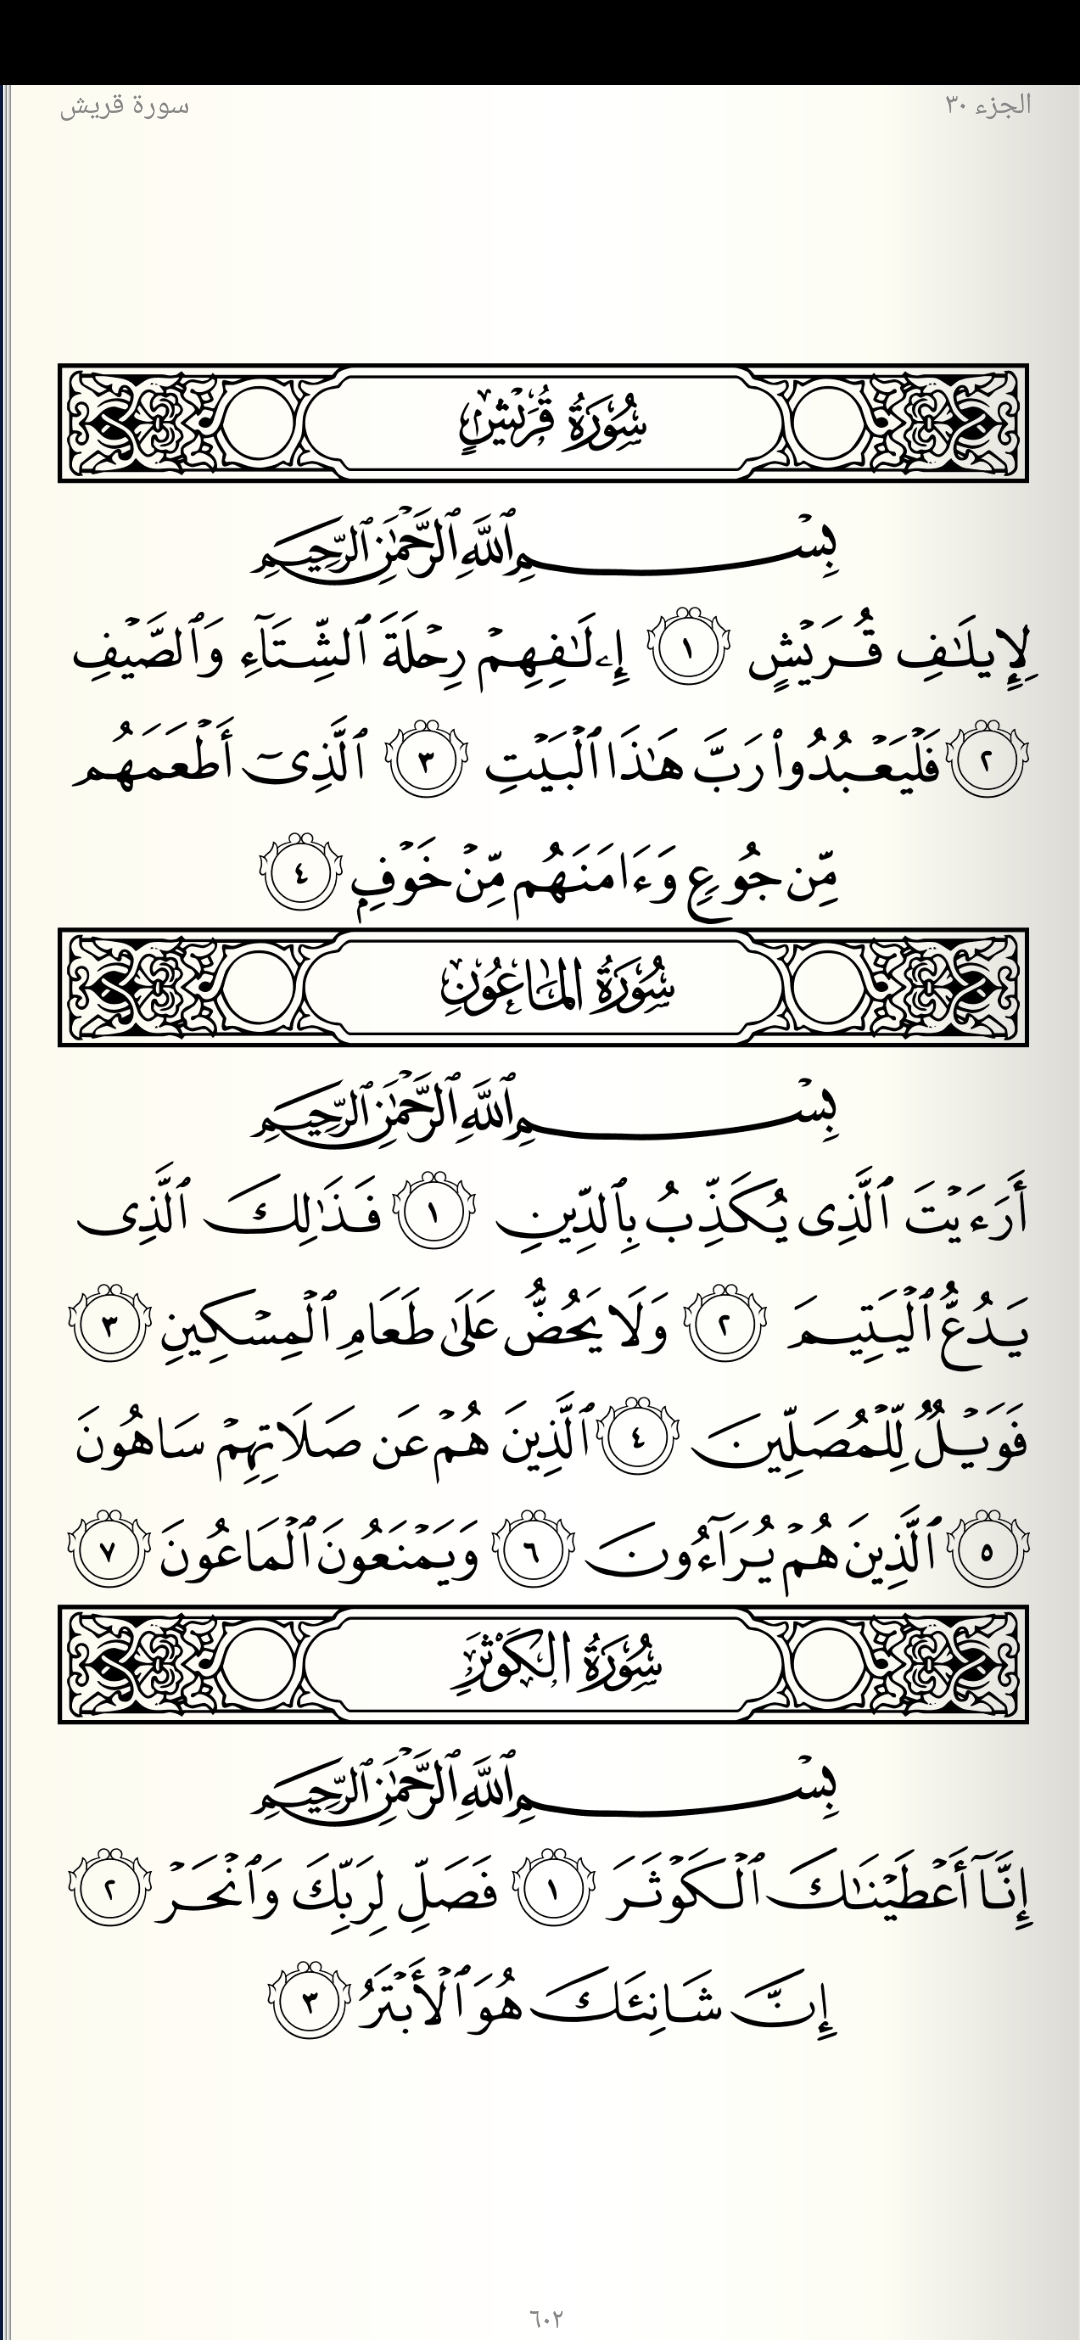 الجزء ٣٠
سورة قريش
سُورَةُ قُرَيْشٍ
بِسْمِ ٱللَّهِ ٱلرَّحْمَٰنِ ٱلرَّحِيمِ
لِإِيلَٰفِ قُرَيْشٍ ١ إِۦلَٰفِهِمْ رِحْلَةَ ٱلشِّتَآءِ وَٱلصَّيْفِ
٢ فَلْيَعْبُدُوا۟ رَبَّ هَٰذَا ٱلْبَيْتِ ٣ ٱلَّذِىٓ أَطْعَمَهُم
مِّن جُوعٍ وَءَامَنَهُم مِّنْ خَوْفٍ ٤
سُورَةُ المَاعُونِ
بِسْمِ ٱللَّهِ ٱلرَّحْمَٰنِ ٱلرَّحِيمِ
أَرَءَيْتَ ٱلَّذِى يُكَذِّبُ بِٱلدِّينِ ١ فَذَٰلِكَ ٱلَّذِى
يَدُعُّ ٱلْيَتِيمَ ٢ وَلَا يَحُضُّ عَلَىٰ طَعَامِ ٱلْمِسْكِينِ ٣
فَوَيْلٌ لِّلْمُصَلِّينَ ٤ ٱلَّذِينَ هُمْ عَن صَلَاتِهِمْ سَاهُونَ
٥ ٱلَّذِينَ هُمْ يُرَآءُونَ ٦ وَيَمْنَعُونَ ٱلْمَاعُونَ ٧
سُورَةُ الكَوْثَرِ
بِسْمِ ٱللَّهِ ٱلرَّحْمَٰنِ ٱلرَّحِيمِ
إِنَّآ أَعْطَيْنَٰكَ ٱلْكَوْثَرَ ١ فَصَلِّ لِرَبِّكَ وَٱنْحَرْ ٢
إِنَّ شَانِئَكَ هُوَ ٱلْأَبْتَرُ ٣
٦٠٢